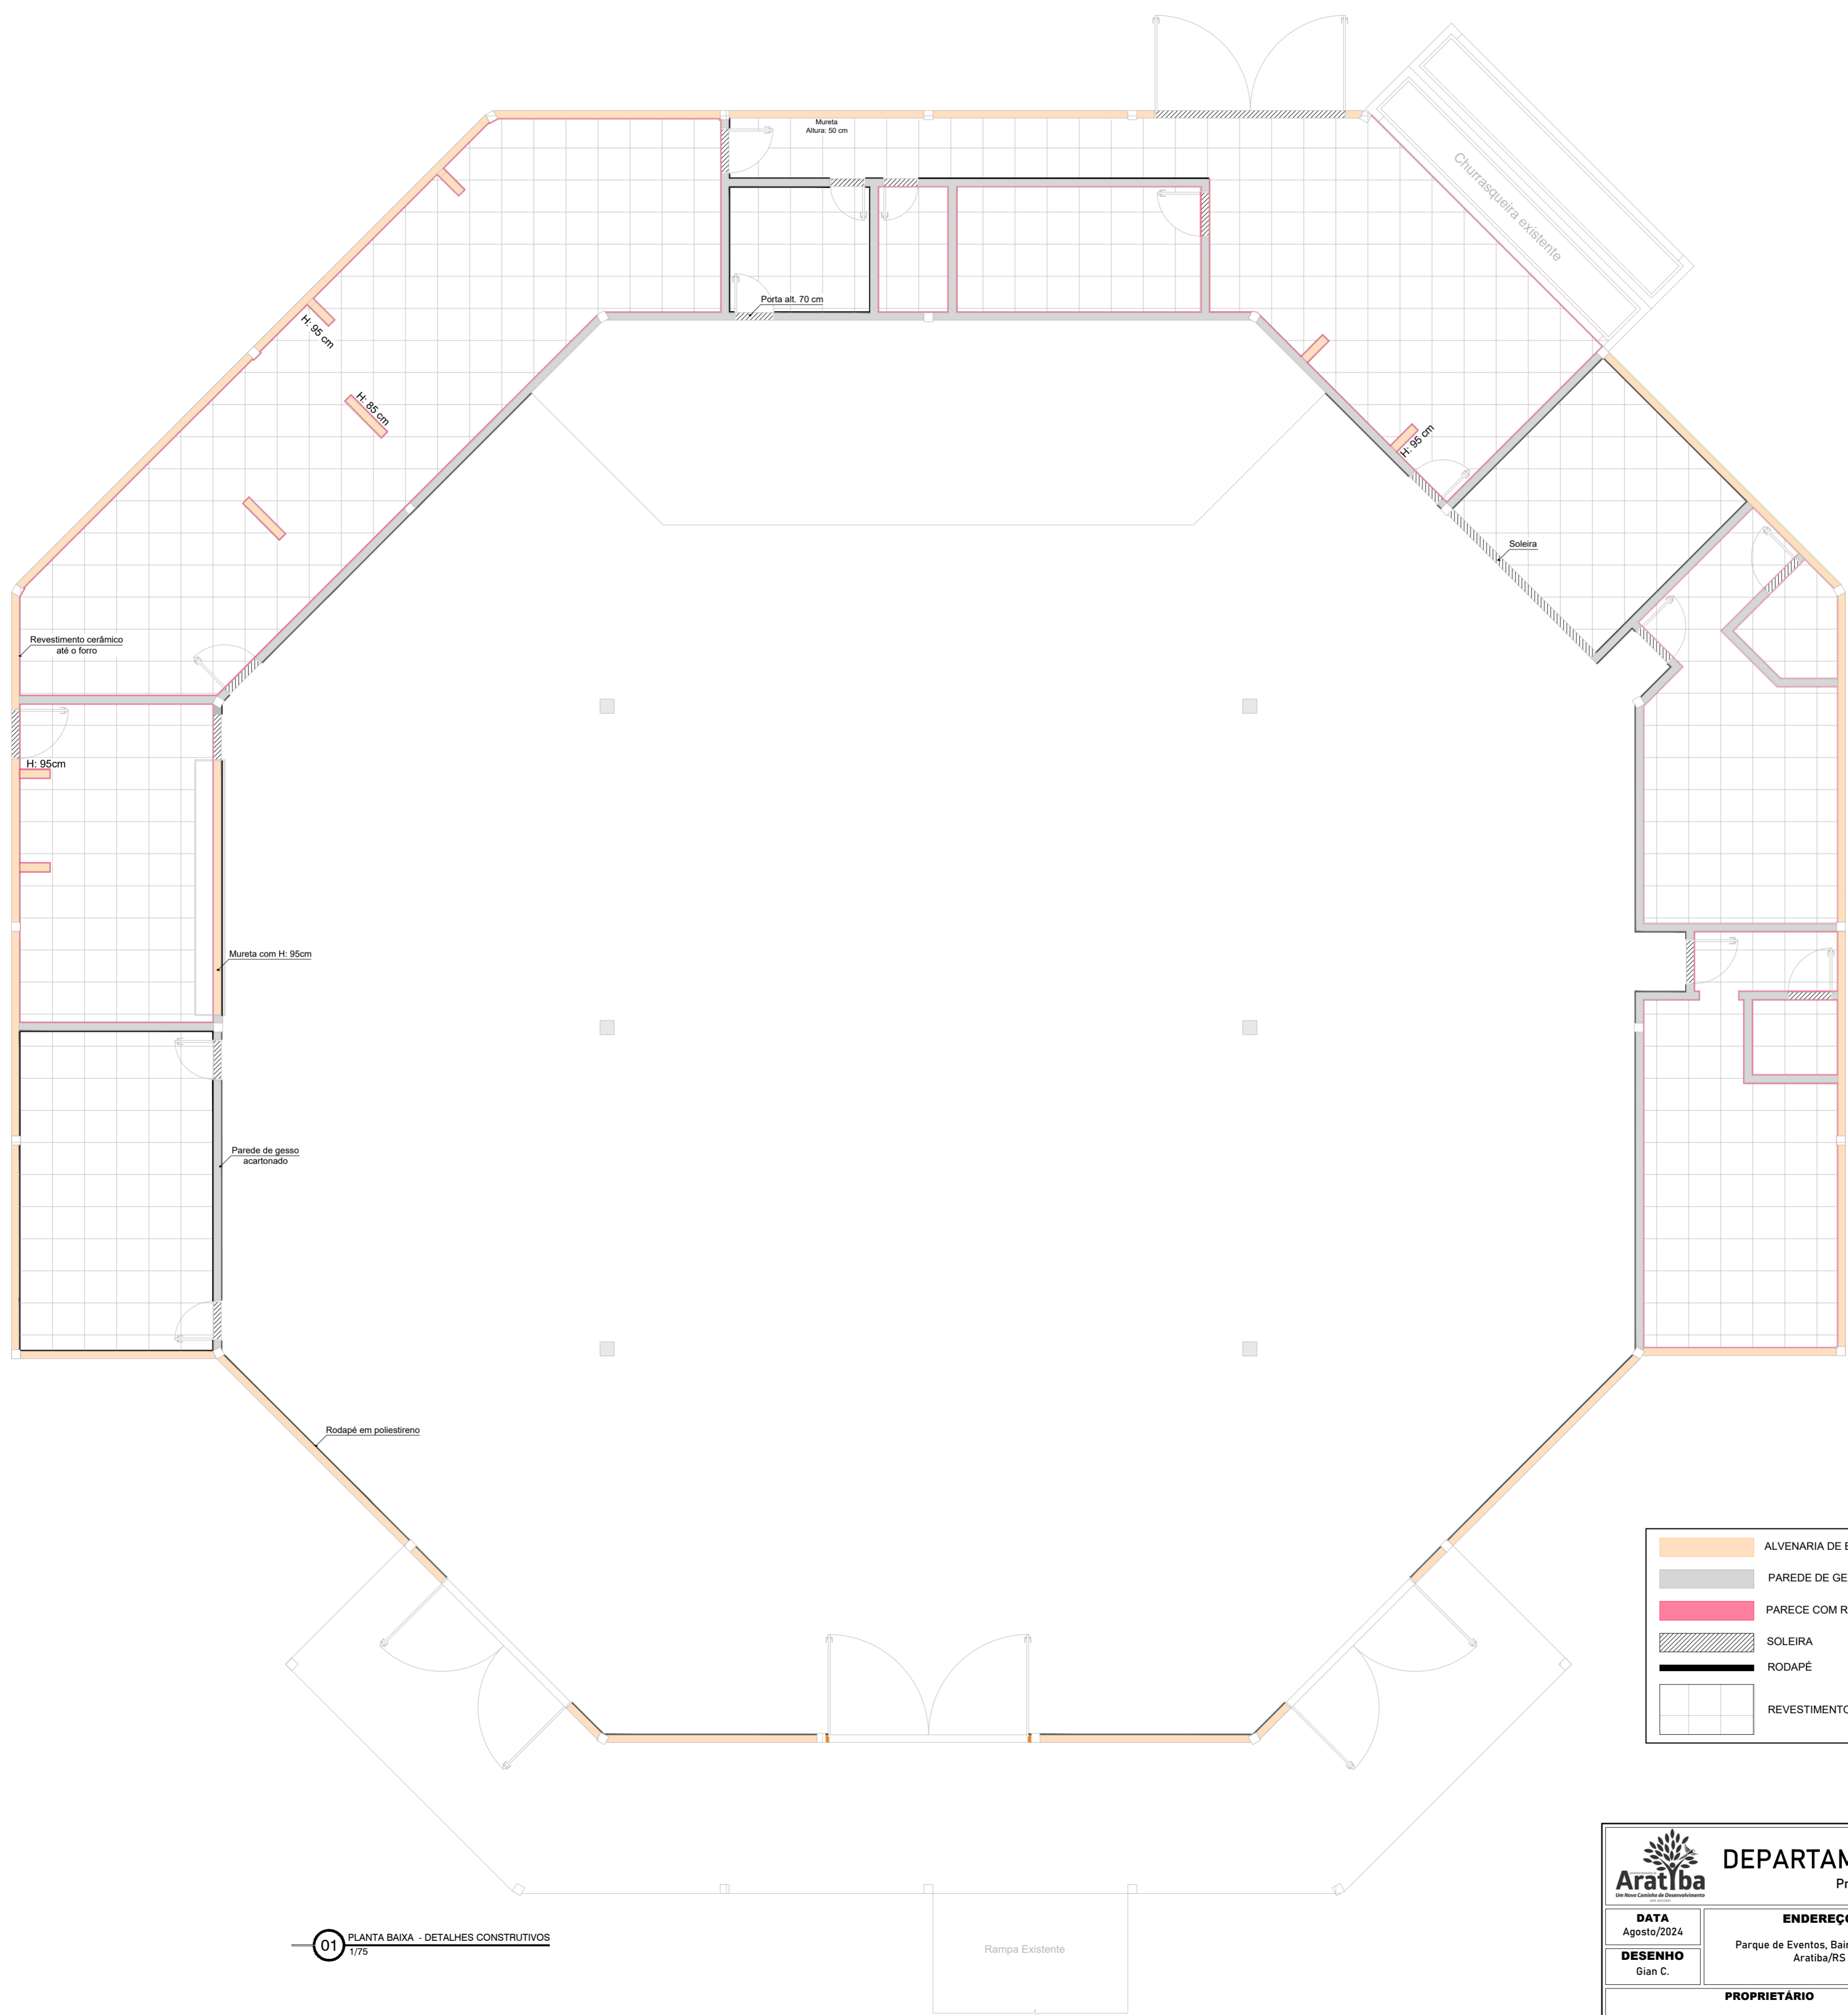 Mureta
Altura: 50 cm
Churrasqueira existente
Porta alt. 70 cm
H: 95 cm
H: 85 cm
H: 95 cm
Soleira
Revestimento cerâmico
até o forro
H: 95cm
Mureta com H: 95cm
Parede de gesso
acartonado
Rodapé em poliestireno
ALVENARIA DE
PAREDE DE GE
PARECE COM R
SOLEIRA
RODAPÉ
REVESTIMENTO
Aratiba
Um Novo Caminho de Desenvolvimento
DEPARTAM
Pr
DATA
Agosto/2024
DESENHO
Gian C.
ENDEREÇO
Parque de Eventos, Bair
Aratiba/RS
PROPRIETÁRIO
01
PLANTA BAIXA - DETALHES CONSTRUTIVOS
1/75
Rampa Existente